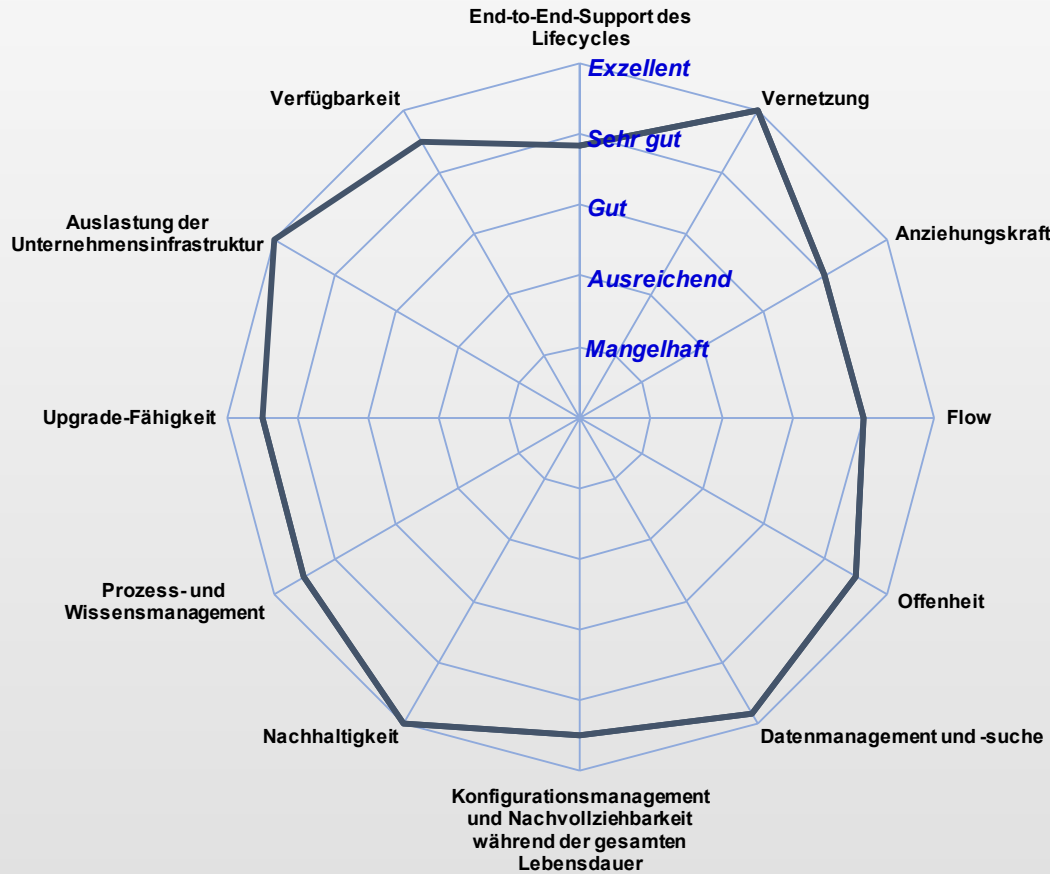 End-to-End-Support des
Lifecycles
Exzellent
Verfügbarkeit
Vernetzung
Sehr gut
Auslastung der
Unternehmensinfrastruktur
Gut
Anziehungskraft
Ausreichend
Mangelhaft
Upgrade-Fähigkeit
Flow
Prozess- und
Wissensmanagement
Offenheit
Nachhaltigkeit
Datenmanagement und -suche
Konfigurationsmanagement
und Nachvollziehbarkeit
während der gesamten
Lebensdauer